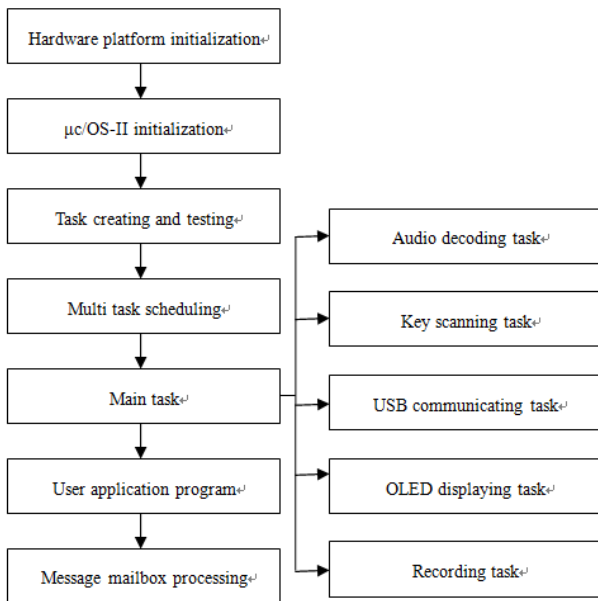 Hardware platform initialization↵
μc/OS-II initialization↵
Task creating and testing↵
Multi task scheduling↵
Main task↵
User application program↵
Message mailbox processing↵
Audio decoding task↵
Key scanning task↵
USB communicating task↵
OLED displaying task↵
Recording task↵